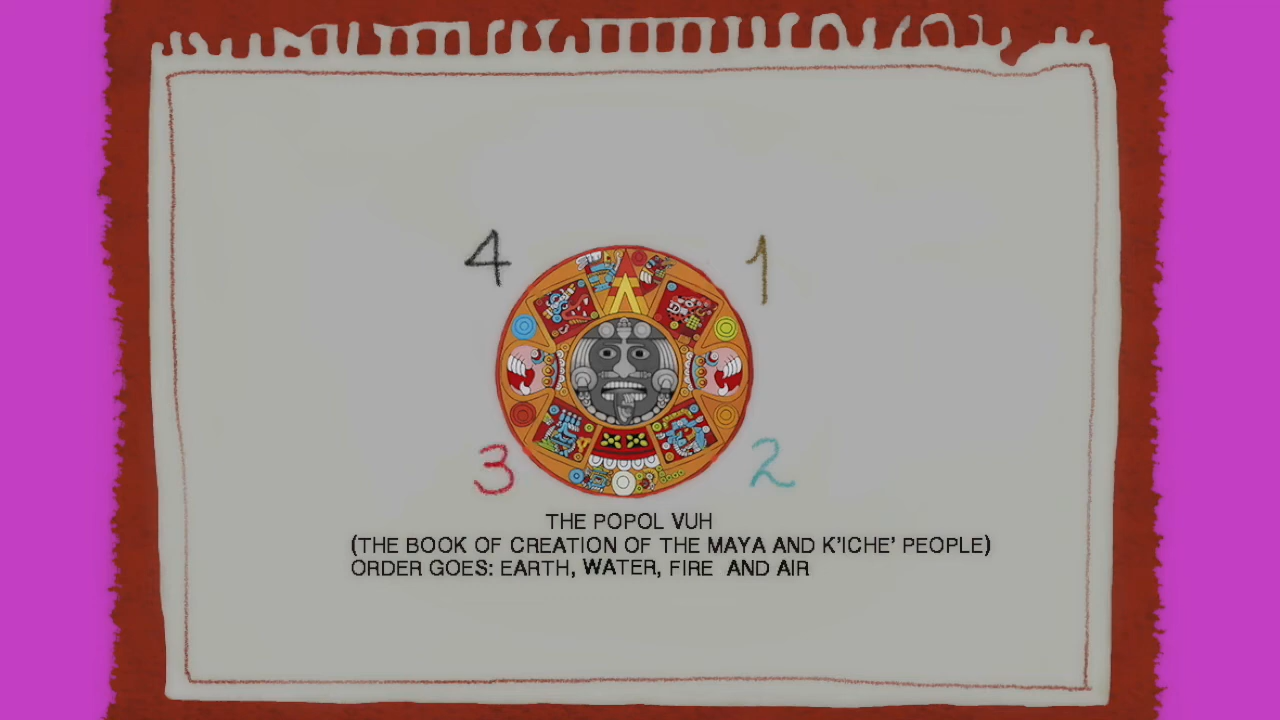 4 1
3 2
THE POPOL VUH
(THE BOOK OF CREATION OF THE MAYA AND K'ICHE' PEOPLE)
ORDER GOES: EARTH, WATER, FIRE AND AIR